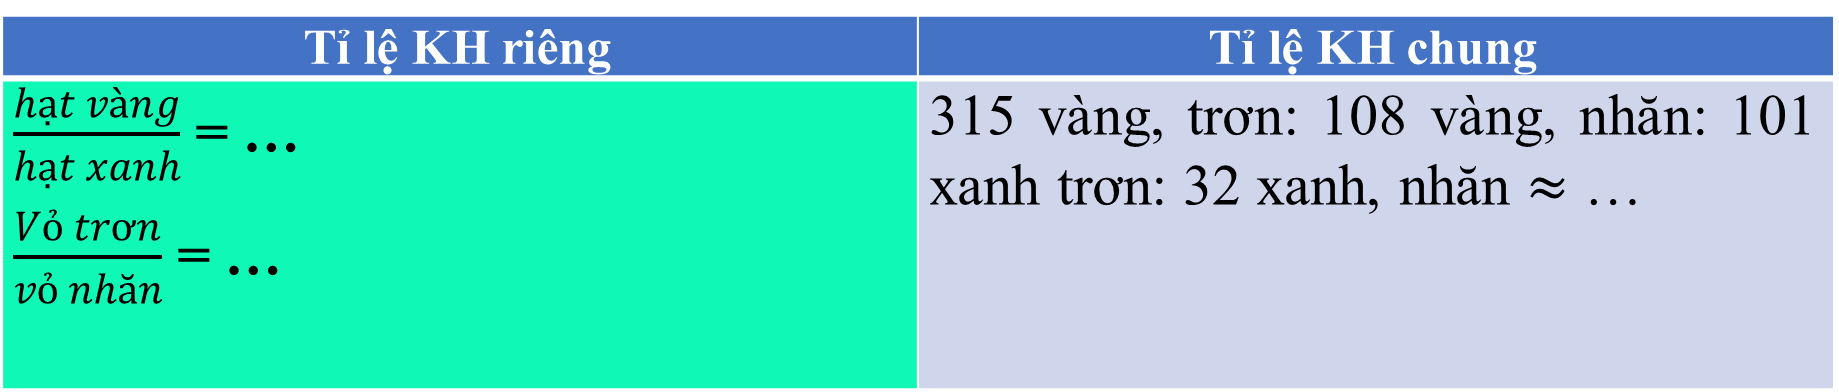 Tỉ lệ KH riêng
Tỉ lệ KH chung
hạt vàng
hạt xanh
= ...
Vỏ trơn
vỏ nhăn
= ...
315 vàng, trơn: 108 vàng, nhăn: 101
xanh trơn: 32 xanh, nhăn ≈ ...